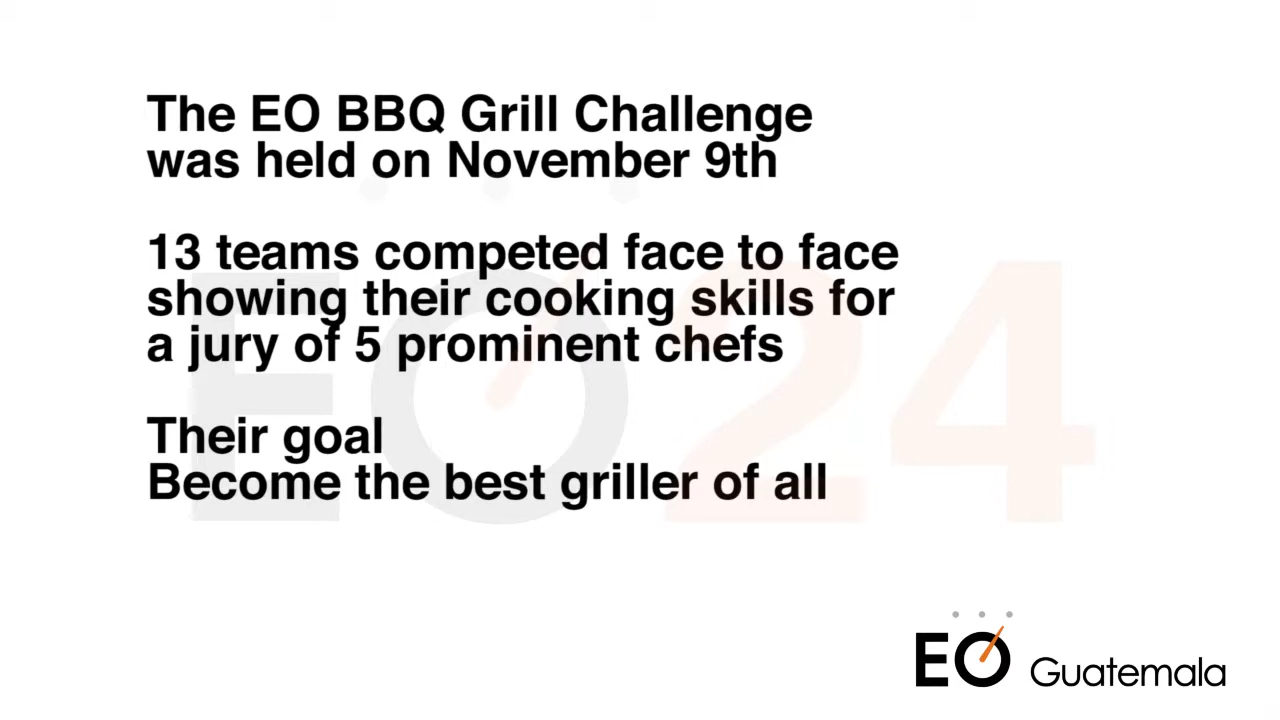 The EO BBQ Grill Challenge
was held on November 9th
13 teams competed face to face
showing their cooking skills for
a jury of 5 prominent chefs
Their goal
Become the best griller of all
EO24
EO Guatemala